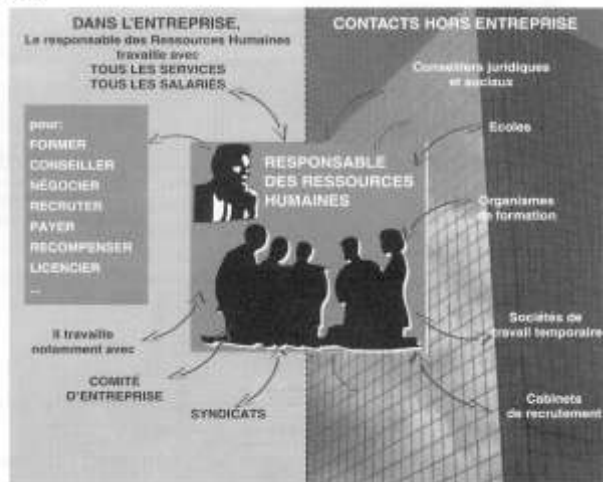 DANS L'ENTREPRISE,
Le responsable des Ressources Humaines
travaille avec
TOUS LES SERVICES
TOUS LES SALARIÉS
pour:
FORMER
CONSEILLER
NÉGOCIER
RECRUTER
PAYER
RECOMPENSER
LICENCIER
...
Il travaille
notamment avec
COMITÉ
D'ENTREPRISE
SYNDICATS
RESPONSABLE
DES RESSOURCES
HUMAINES
CONTACTS HORS ENTREPRISE
Conseillers juridiques
et sociaux
Ecoles
Organismes
de formation
Sociétés de
travail temporaire
Cabinets
de recrutement